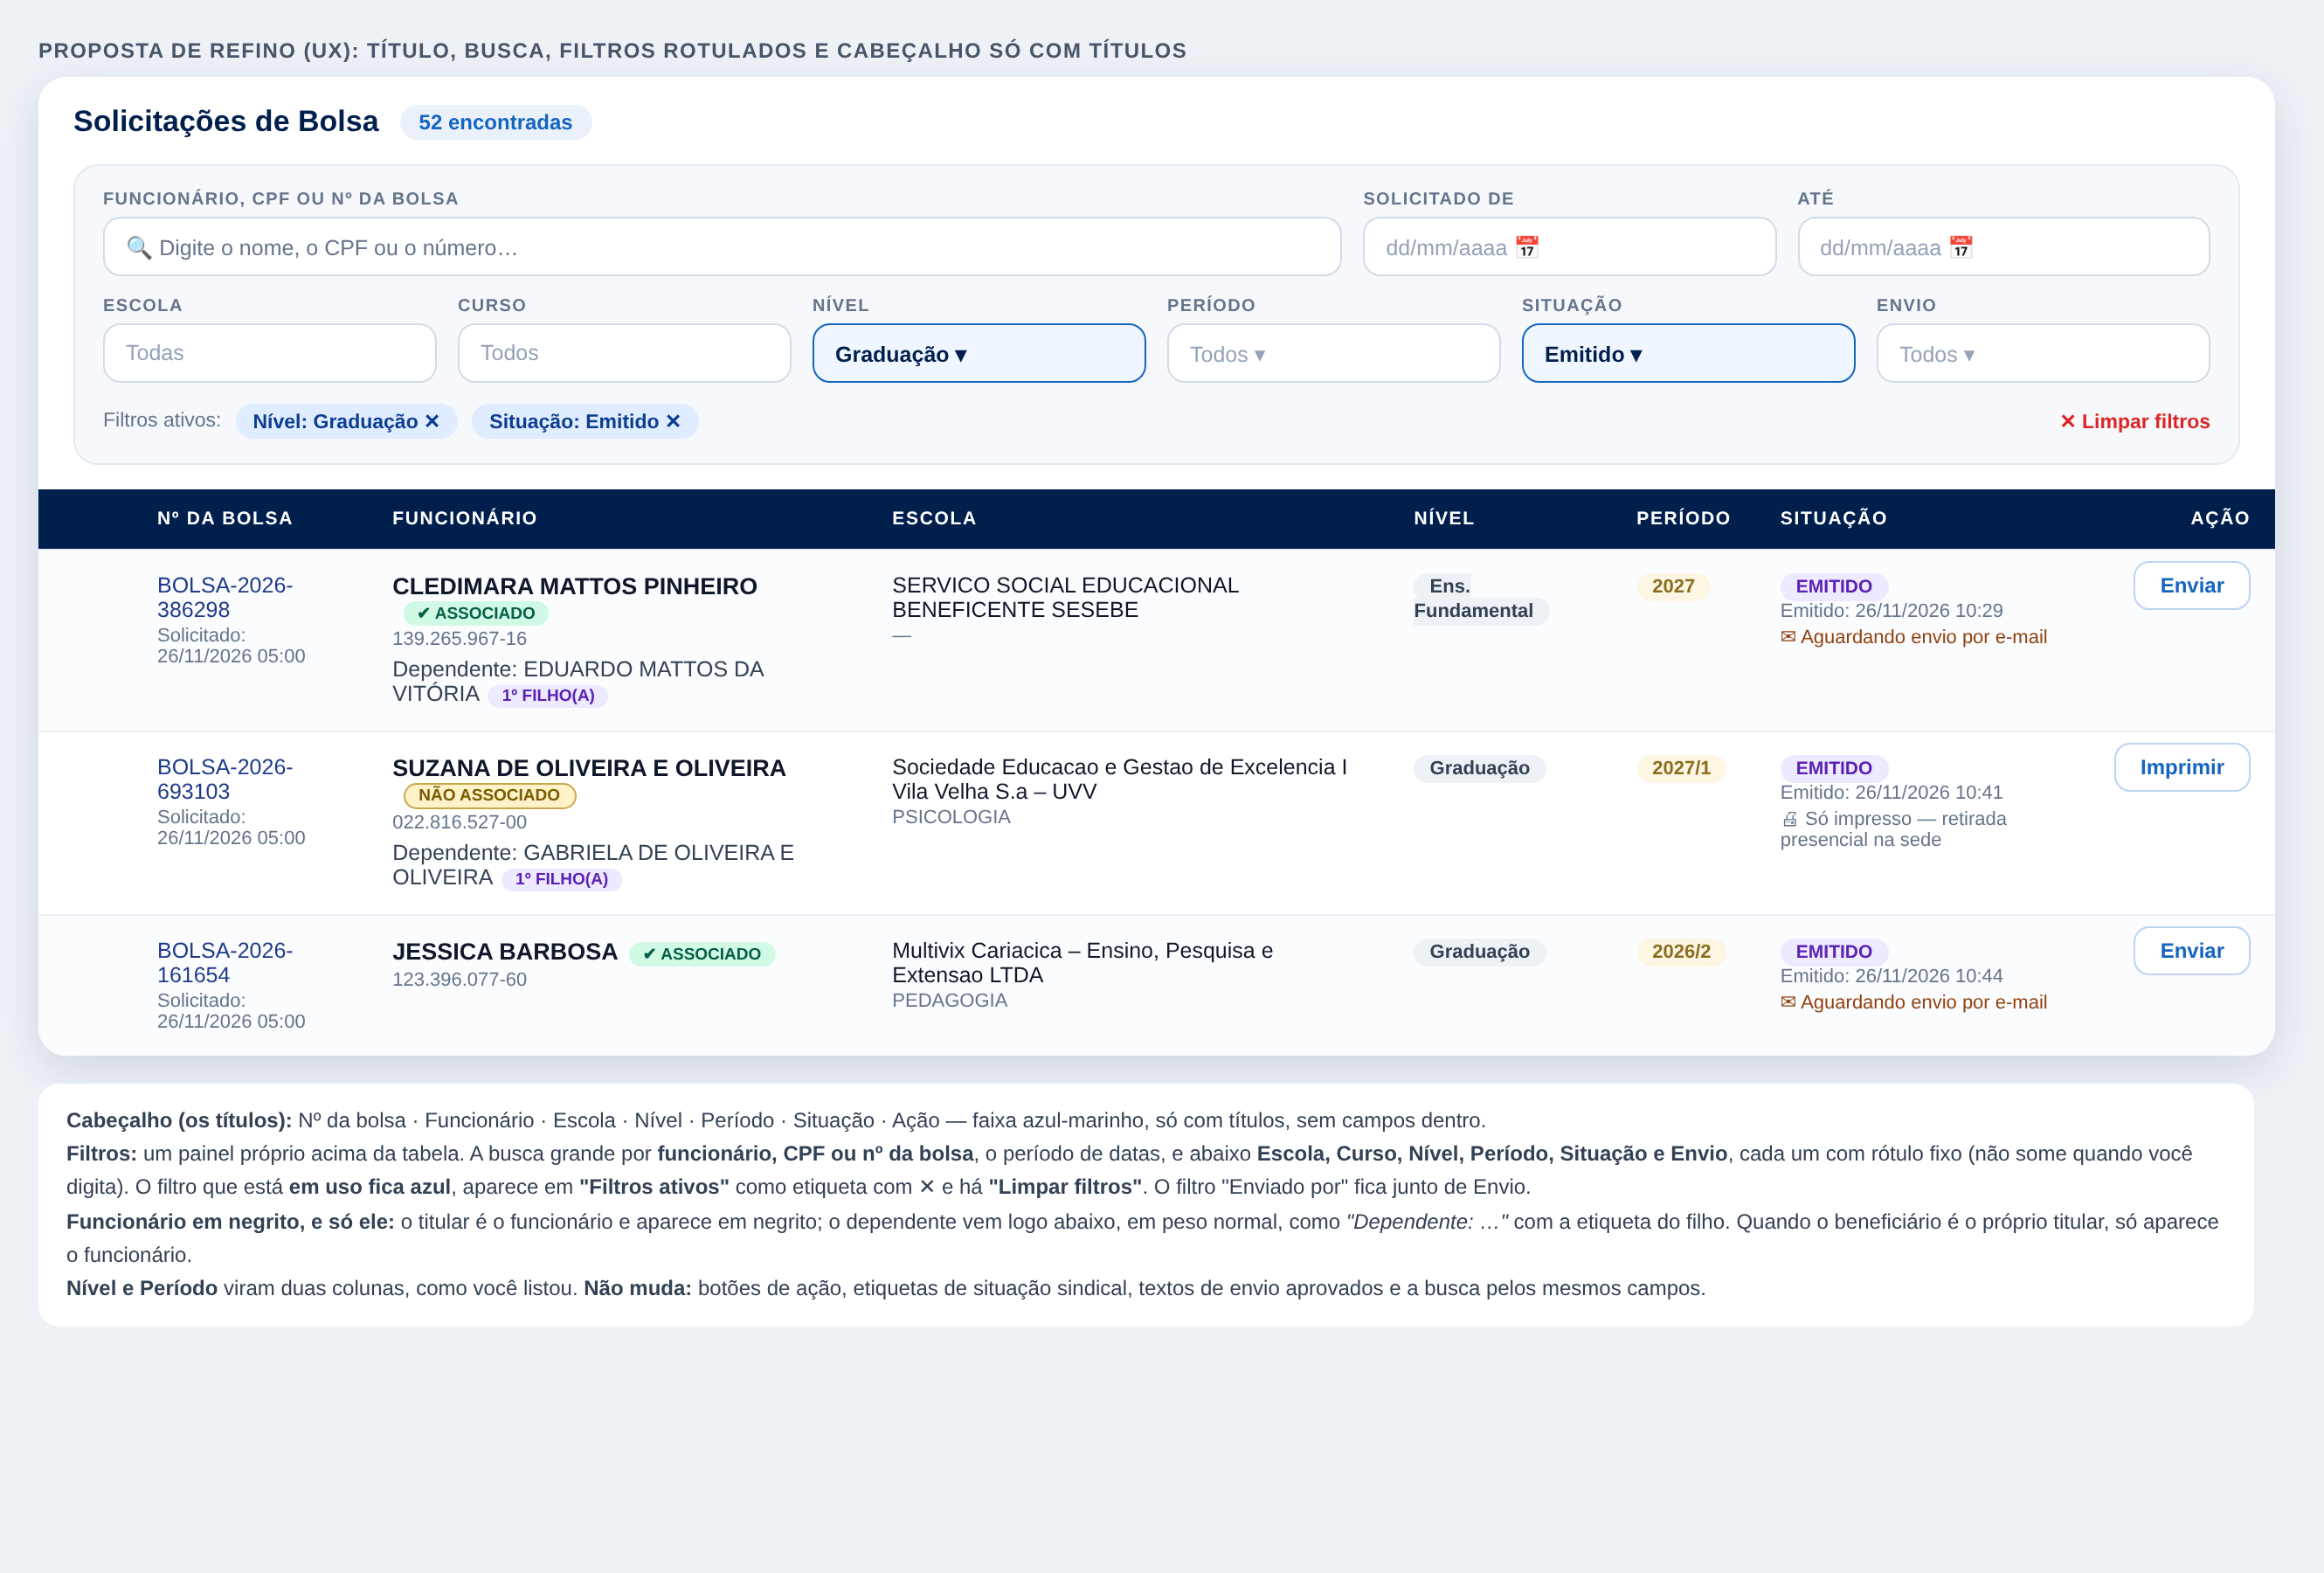 PROPOSTA DE REFINO (UX): TÍTULO, BUSCA, FILTROS ROTULADOS E CABEÇALHO SÓ COM TÍTULOS
Solicitações de Bolsa 52 encontradas
FUNCIONÁRIO, CPF OU Nº DA BOLSA SOLICITADO DE ATÉ
🔍 Digite o nome, o CPF ou o número… dd/mm/aaaa 📅 dd/mm/aaaa 📅
ESCOLA CURSO NÍVEL PERÍODO SITUAÇÃO ENVIO
Todas Todos Graduação ▾ Todos ▾ Emitido ▾ Todos ▾
Filtros ativos: Nível: Graduação ✕ Situação: Emitido ✕ ✕ Limpar filtros
Nº DA BOLSA FUNCIONÁRIO ESCOLA NÍVEL PERÍODO SITUAÇÃO AÇÃO
BOLSA-2026-
386298
Solicitado:
26/11/2026 05:00
CLEDIMARA MATTOS PINHEIRO
✔ ASSOCIADO
139.265.967-16
Dependente: EDUARDO MATTOS DA
VITÓRIA 1º FILHO(A)
SERVICO SOCIAL EDUCACIONAL
BENEFICENTE SESEBE
—
Ens.
Fundamental
2027
EMITIDO
Emitido: 26/11/2026 10:29
✉ Aguardando envio por e-mail
Enviar
BOLSA-2026-
693103
Solicitado:
26/11/2026 05:00
SUZANA DE OLIVEIRA E OLIVEIRA
NÃO ASSOCIADO
022.816.527-00
Dependente: GABRIELA DE OLIVEIRA E
OLIVEIRA 1º FILHO(A)
Sociedade Educacao e Gestao de Excelencia I
Vila Velha S.a – UVV
PSICOLOGIA
Graduação
2027/1
EMITIDO
Emitido: 26/11/2026 10:41
🖨 Só impresso — retirada
presencial na sede
Imprimir
BOLSA-2026-
161654
Solicitado:
26/11/2026 05:00
JESSICA BARBOSA ✔ ASSOCIADO
123.396.077-60
Multivix Cariacica – Ensino, Pesquisa e
Extensao LTDA
PEDAGOGIA
Graduação
2026/2
EMITIDO
Emitido: 26/11/2026 10:44
✉ Aguardando envio por e-mail
Enviar
Cabeçalho (os títulos): Nº da bolsa · Funcionário · Escola · Nível · Período · Situação · Ação — faixa azul-marinho, só com títulos, sem campos dentro.
Filtros: um painel próprio acima da tabela. A busca grande por funcionário, CPF ou nº da bolsa, o período de datas, e abaixo Escola, Curso, Nível, Período, Situação e Envio, cada um com rótulo fixo (não some quando você
digita). O filtro que está em uso fica azul, aparece em "Filtros ativos" como etiqueta com ✕ e há "Limpar filtros". O filtro "Enviado por" fica junto de Envio.
Funcionário em negrito, e só ele: o titular é o funcionário e aparece em negrito; o dependente vem logo abaixo, em peso normal, como "Dependente: …" com a etiqueta do filho. Quando o beneficiário é o próprio titular, só aparece
o funcionário.
Nível e Período viram duas colunas, como você listou. Não muda: botões de ação, etiquetas de situação sindical, textos de envio aprovados e a busca pelos mesmos campos.